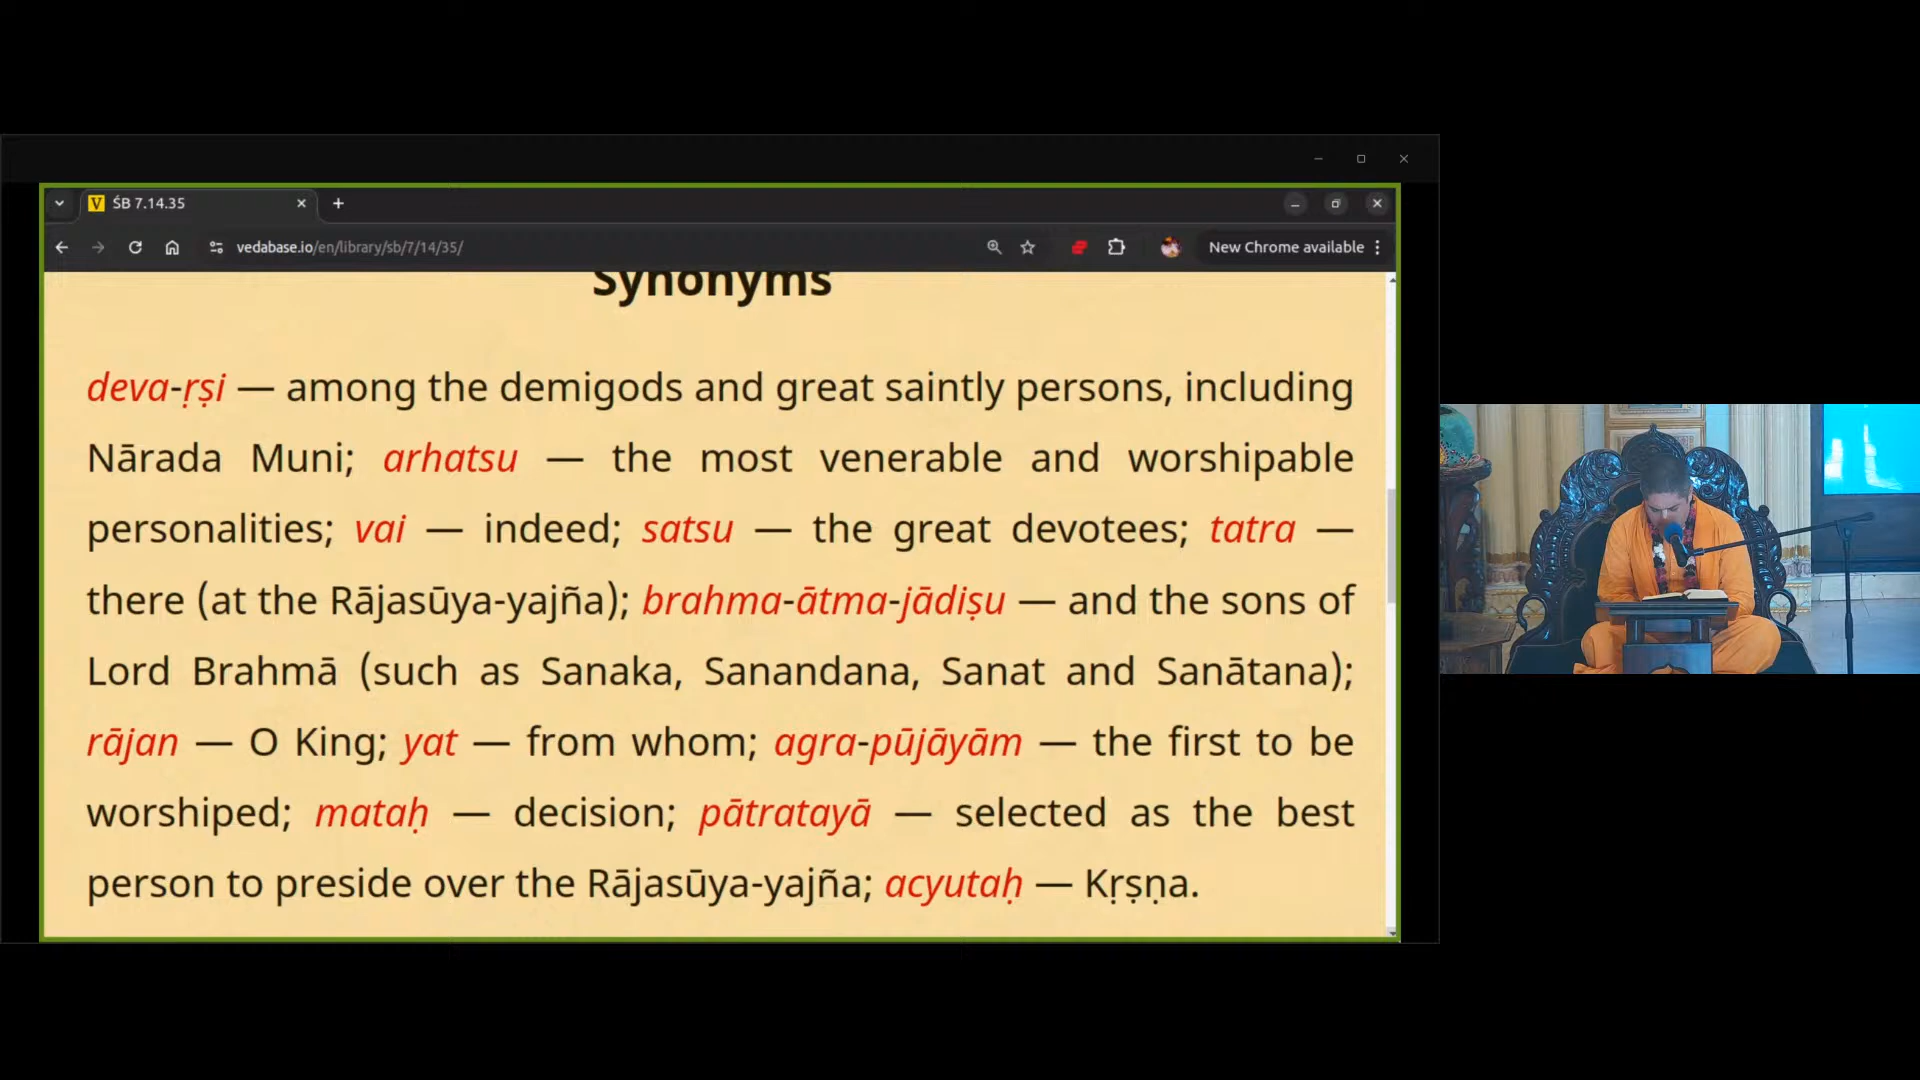 ŚB 7.14.35
vedabase.io/en/library/sb/7/14/35/
New Chrome available
Synonyms
deva-ṛṣi — among the demigods and great saintly persons, including
Nārada Muni; arhatsu — the most venerable and worshipable
personalities; vai — indeed; satsu — the great devotees; tatra —
there (at the Rājasūya-yajña); brahma-ātma-jādiṣu — and the sons of
Lord Brahmā (such as Sanaka, Sanandana, Sanat and Sanātana);
rājan — O King; yat — from whom; agra-pūjāyām — the first to be
worshiped; mataḥ — decision; pātratayā — selected as the best
person to preside over the Rājasūya-yajña; acyutaḥ — Kṛṣṇa.